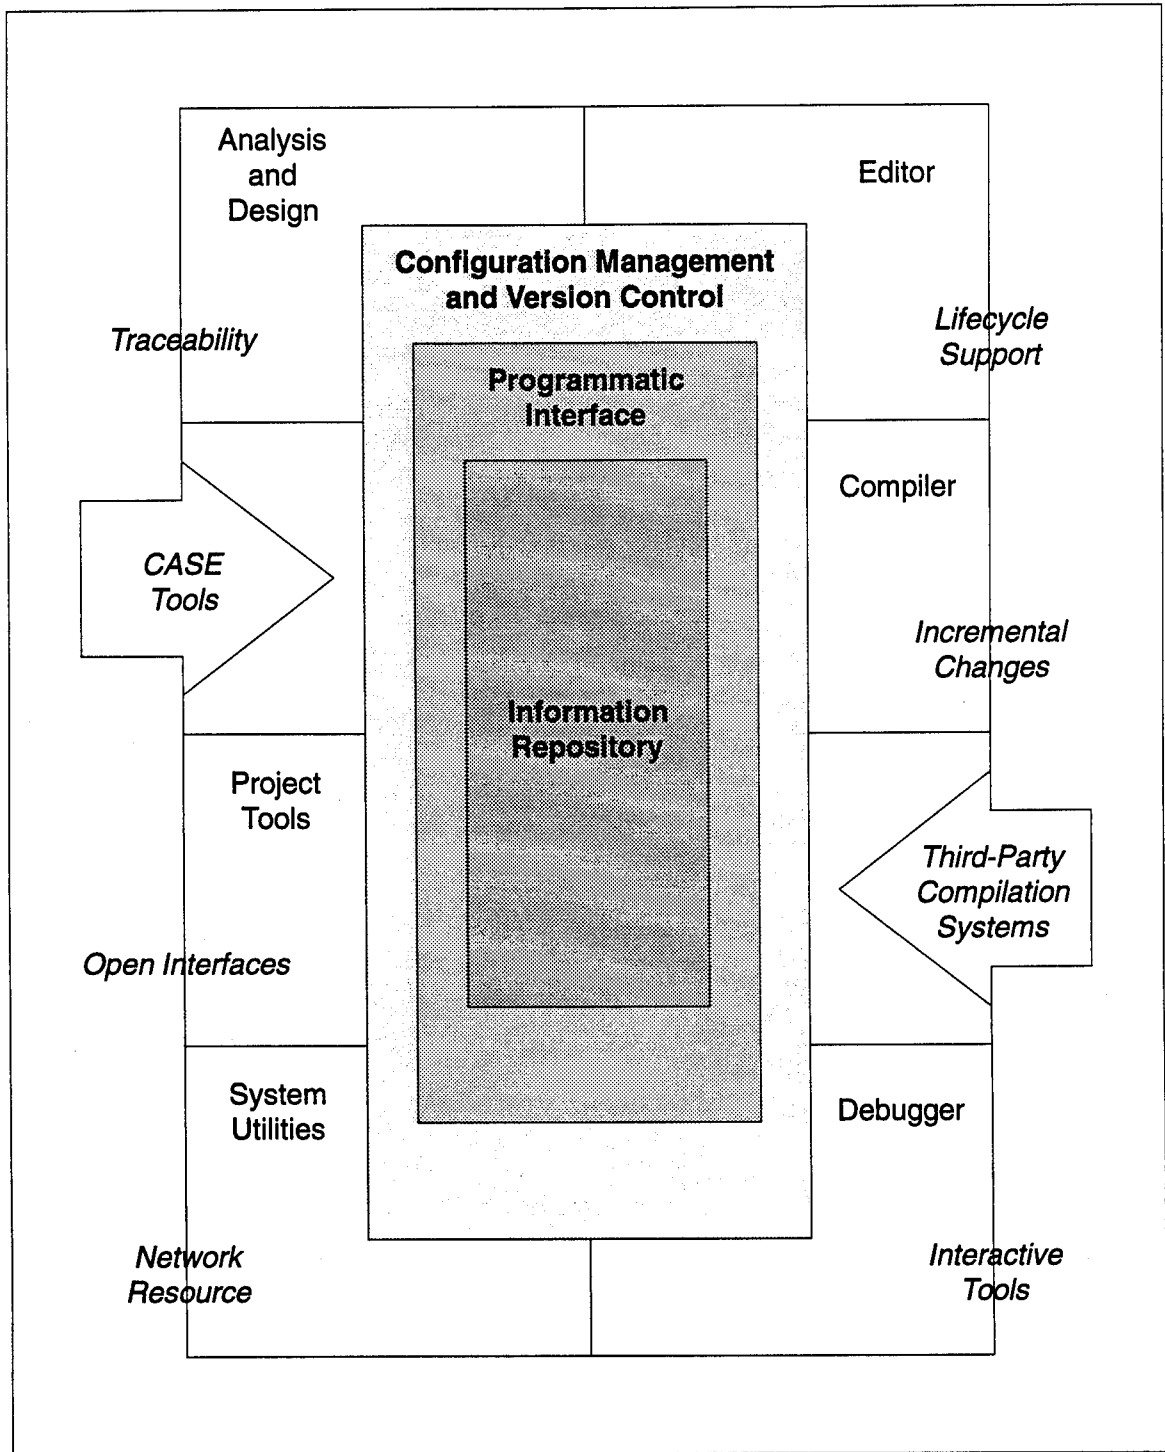 Analysis
and
Design
Editor
Configuration Management
and Version Control
Traceability
Lifecycle
Support
Programmatic
Interface
Compiler
CASE
Tools
Incremental
Changes
Information
Repository
Project
Tools
Third-Party
Compilation
Systems
Open Interfaces
System
Utilities
Debugger
Network
Resource
Interactive
Tools